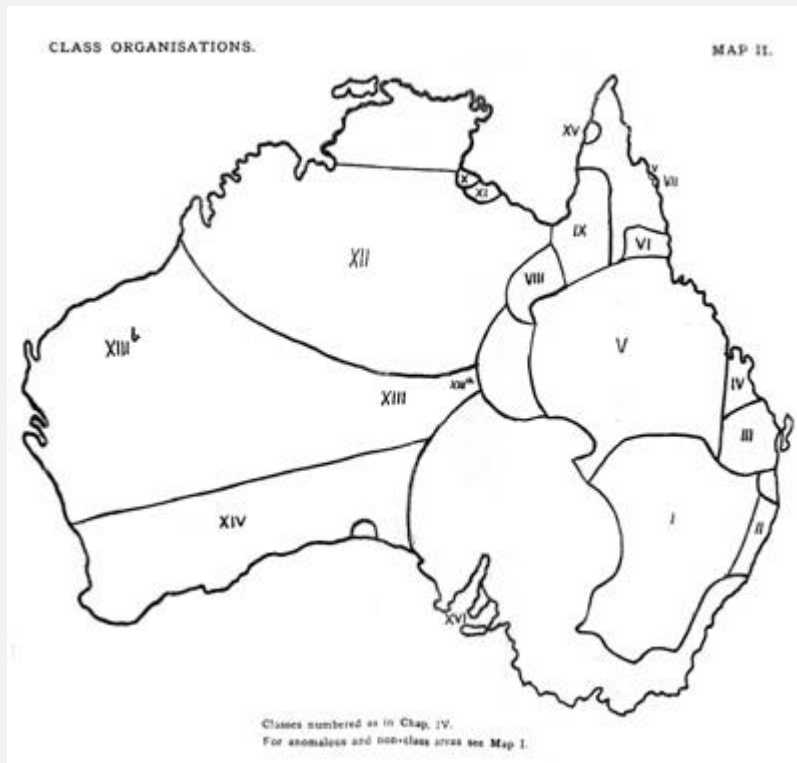 CLASS ORGANISATIONS.
MAP II.
XV
V
VII
X
XI
IX
VI
XII
VIII
XIIIb
V
XIII
IV
III
XIV
I
II
XVI
Classes numbered as in Chap. IV.
For anomalous and non-class areas see Map I.